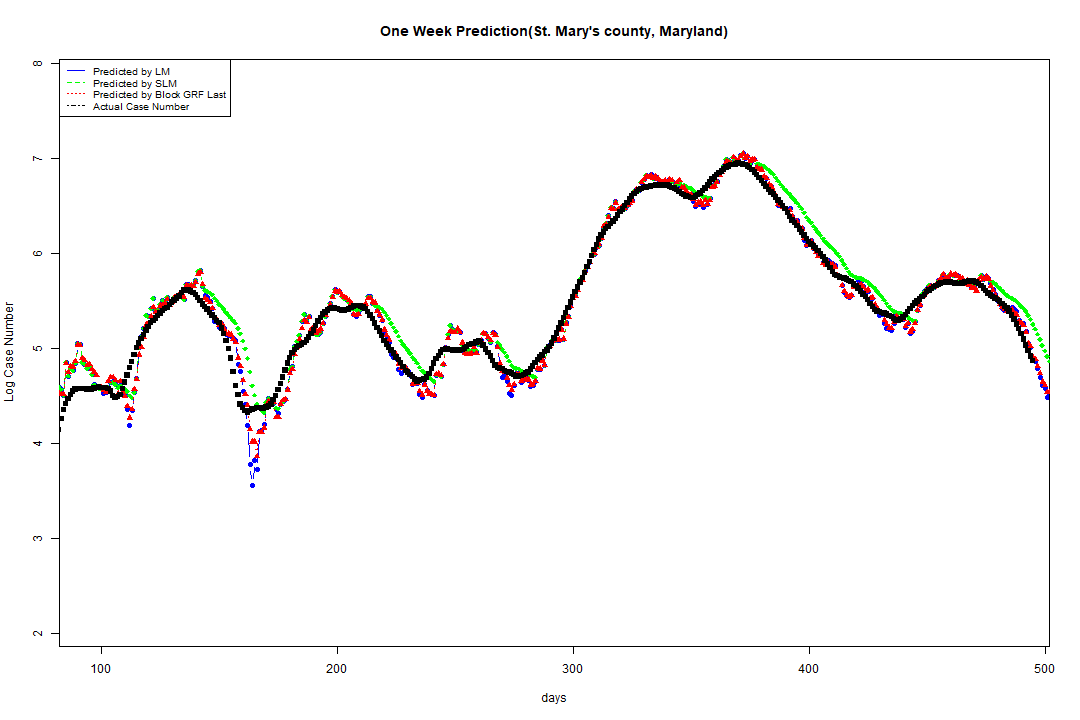 One Week Prediction(St. Mary's county, Maryland)
Predicted by LM
Predicted by SLM
Predicted by Block GRF Last
Actual Case Number
8
7
6
5
4
3
2
Log Case Number
100 200 300 400 500
days